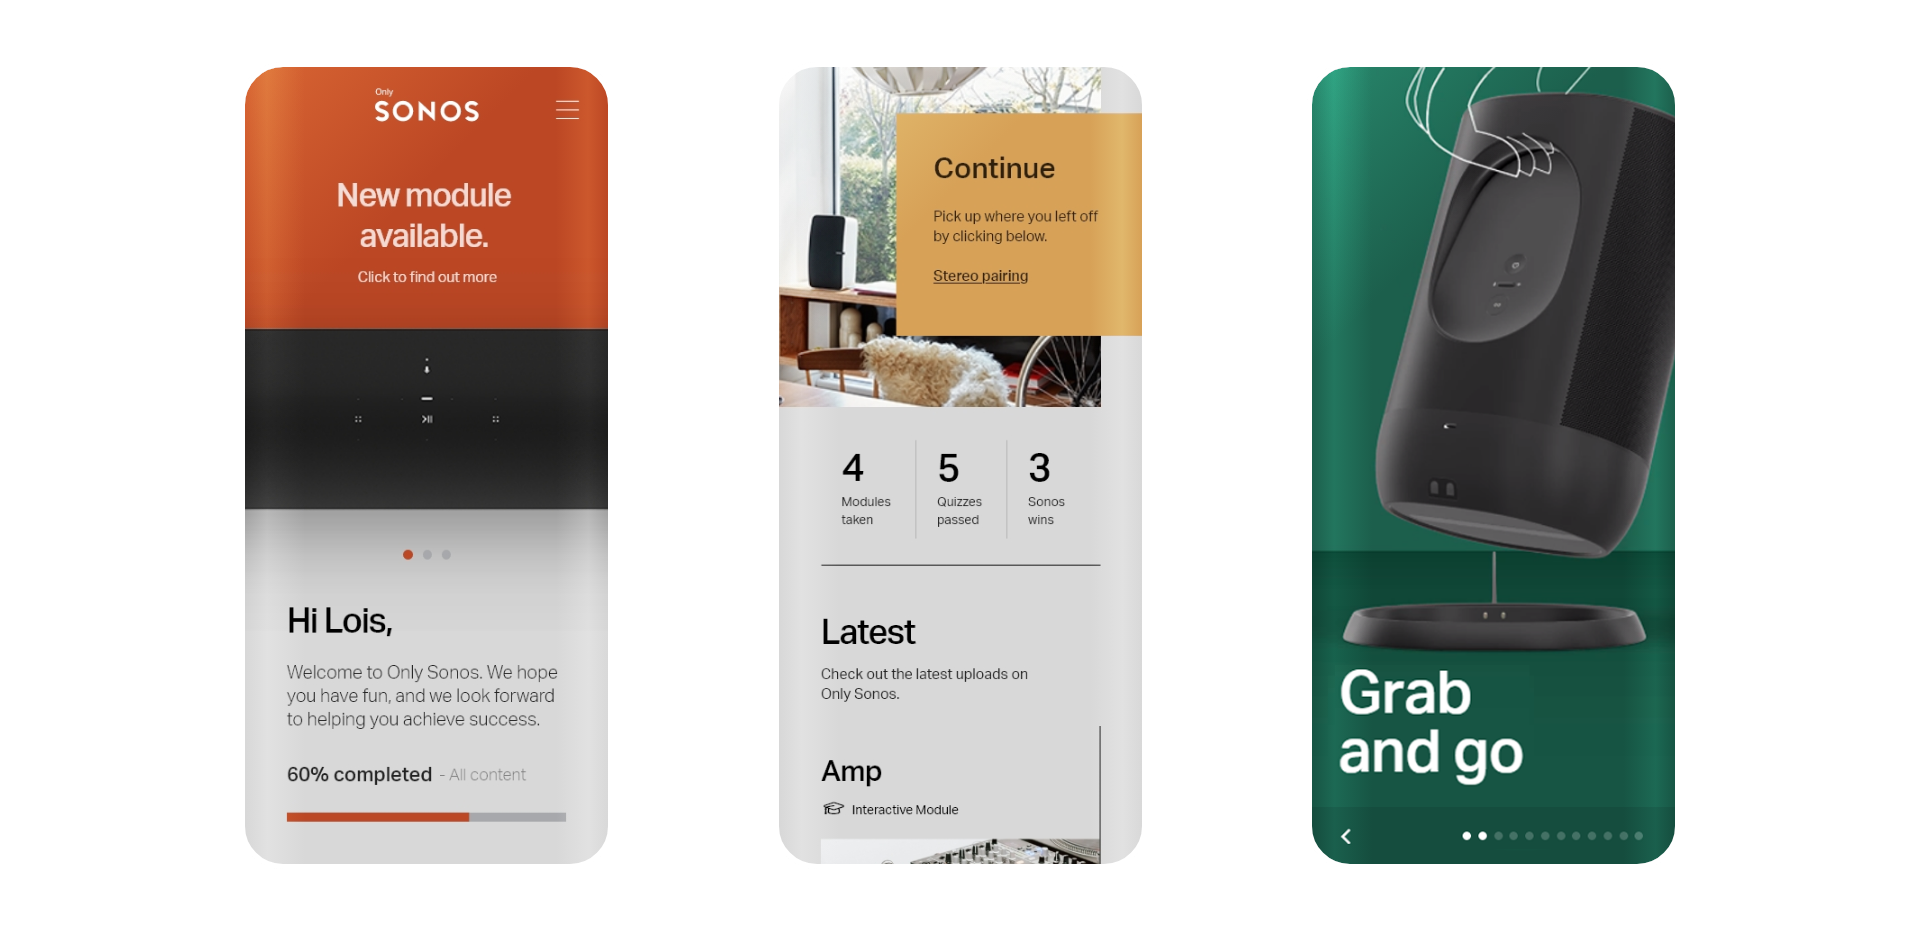 Only
SONOS
New module
available.
Click to find out more
Hi Lois,
Welcome to Only Sonos. We hope
you have fun, and we look forward
to helping you achieve success.
60% completed - All content
Continue
Pick up where you left off
by clicking below.
Stereo pairing
4
Modules
taken
5
Quizzes
passed
3
Sonos
wins
Latest
Check out the latest uploads on
Only Sonos.
Amp
Interactive Module
Grab
and go